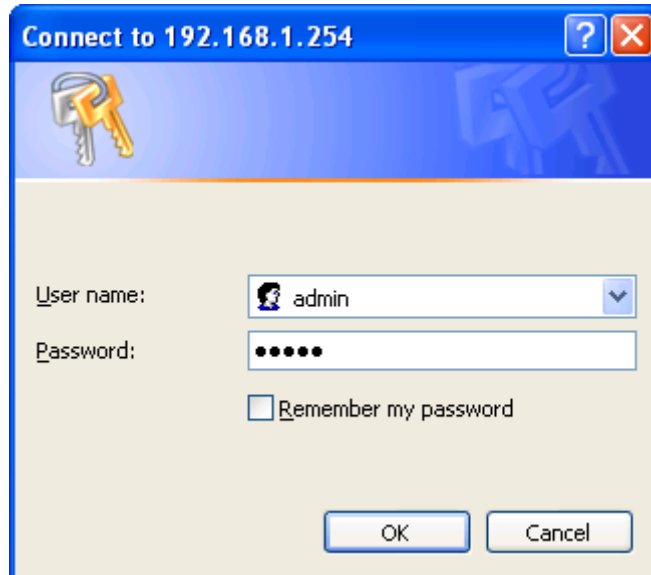 Connect to 192.168.1.254
User name:
admin
Password:
•••••
Remember my password
OK
Cancel